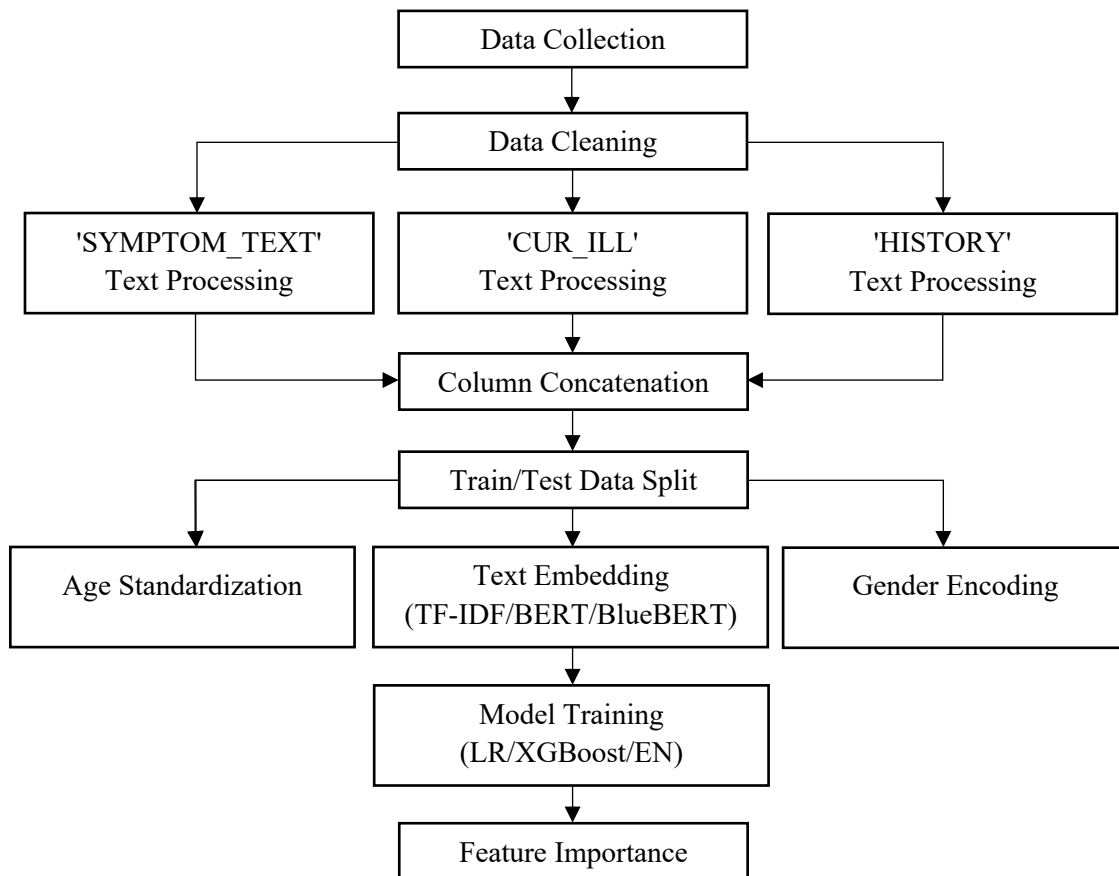 Data Collection
Data Cleaning
'SYMPTOM_TEXT'
Text Processing
'CUR_ILL'
Text Processing
'HISTORY'
Text Processing
Column Concatenation
Train/Test Data Split
Age Standardization
Text Embedding
(TF-IDF/BERT/BlueBERT)
Gender Encoding
Model Training
(LR/XGBoost/EN)
Feature Importance